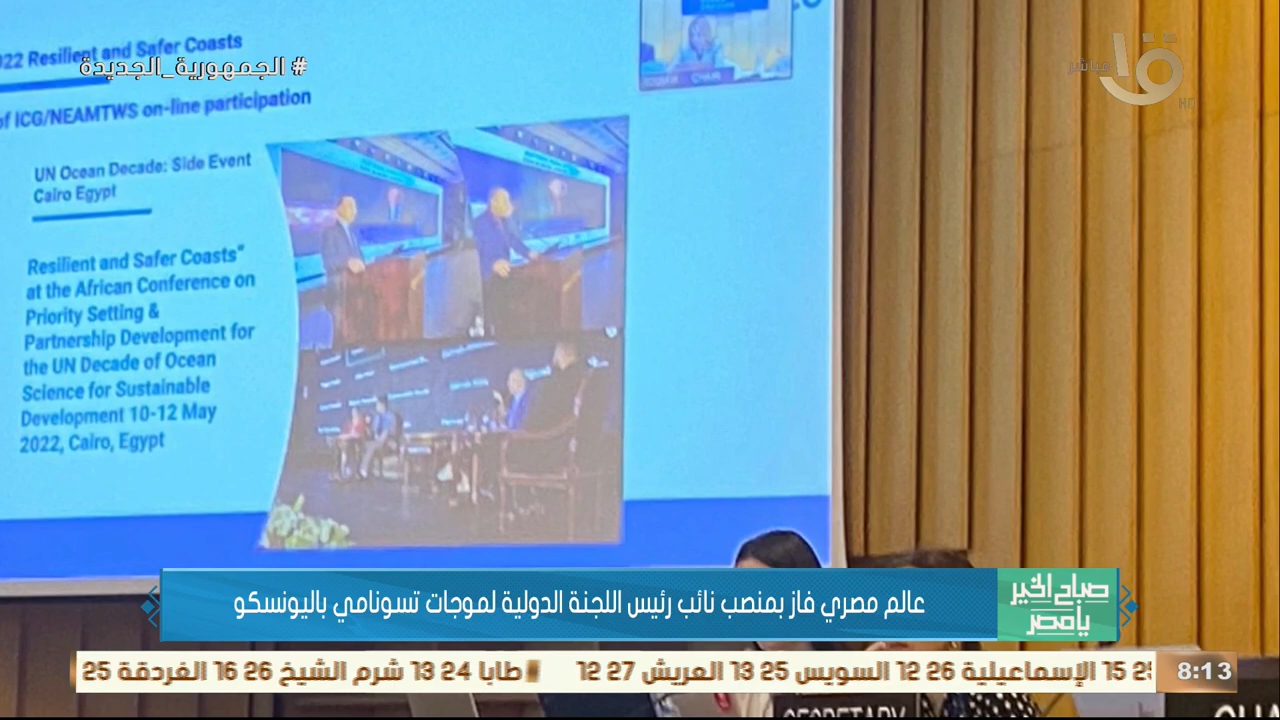 2022 Resilient and Safer Coasts
of ICG/NEAMTWS on-line participation
UN Ocean Decade: Side Event
Cairo Egypt
Resilient and Safer Coasts"
at the African Conference on
Priority Setting &
Partnership Development for
the UN Decade of Ocean
Science for Sustainable
Development 10-12 May
2022, Cairo, Egypt
CHAIR
#الجمهورية_الجديدة
مباشر
HD
صباح الخير
يا مصر
عالم مصري فاز بمنصب نائب رئيس اللجنة الدولية لموجات تسونامي باليونسكو
15 الإسماعيلية 26 12 السويس 25 13 العريش 27 12 طابا 24 13 شرم الشيخ 26 16 الغردقة 25
8:13
SECRETARY